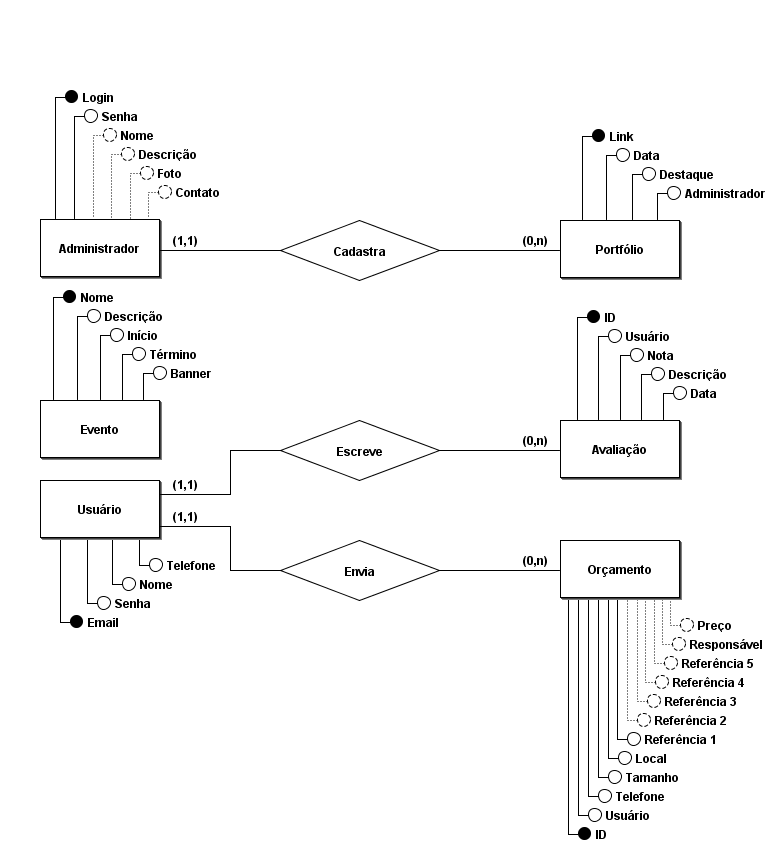 Login
Senha
Nome
Descrição
Foto
Contato
Administrador
(1,1)
Cadastra
(0,n)
Link
Data
Destaque
Administrador
Portfólio
Nome
Descrição
Início
Término
Banner
Evento
ID
Usuário
Nota
Descrição
Data
Avaliação
(0,n)
Escreve
(1,1)
Usuário
(1,1)
Telefone
Nome
Senha
Email
Envia
(0,n)
Orçamento
Preço
Responsável
Referência 5
Referência 4
Referência 3
Referência 2
Referência 1
Local
Tamanho
Telefone
Usuário
ID